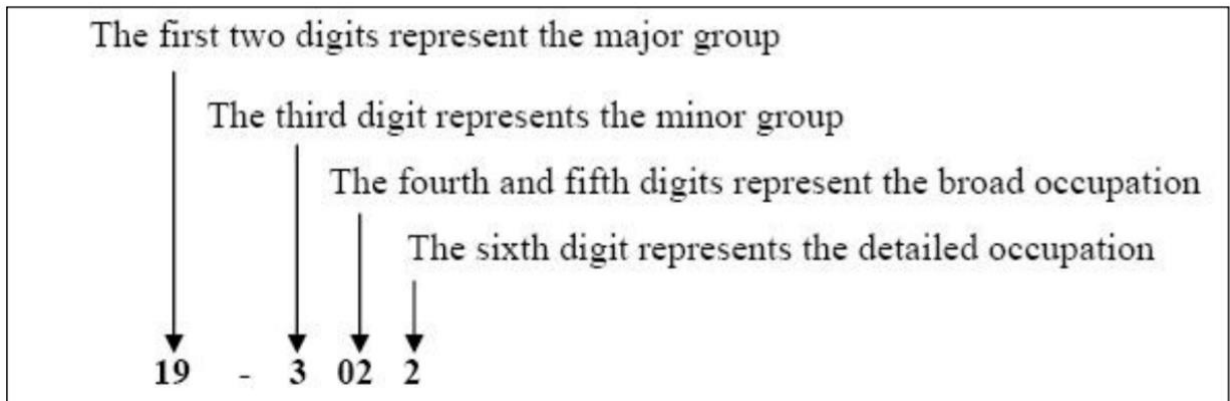 The first two digits represent the major group
The third digit represents the minor group
The fourth and fifth digits represent the broad occupation
The sixth digit represents the detailed occupation
19 - 3 02 2